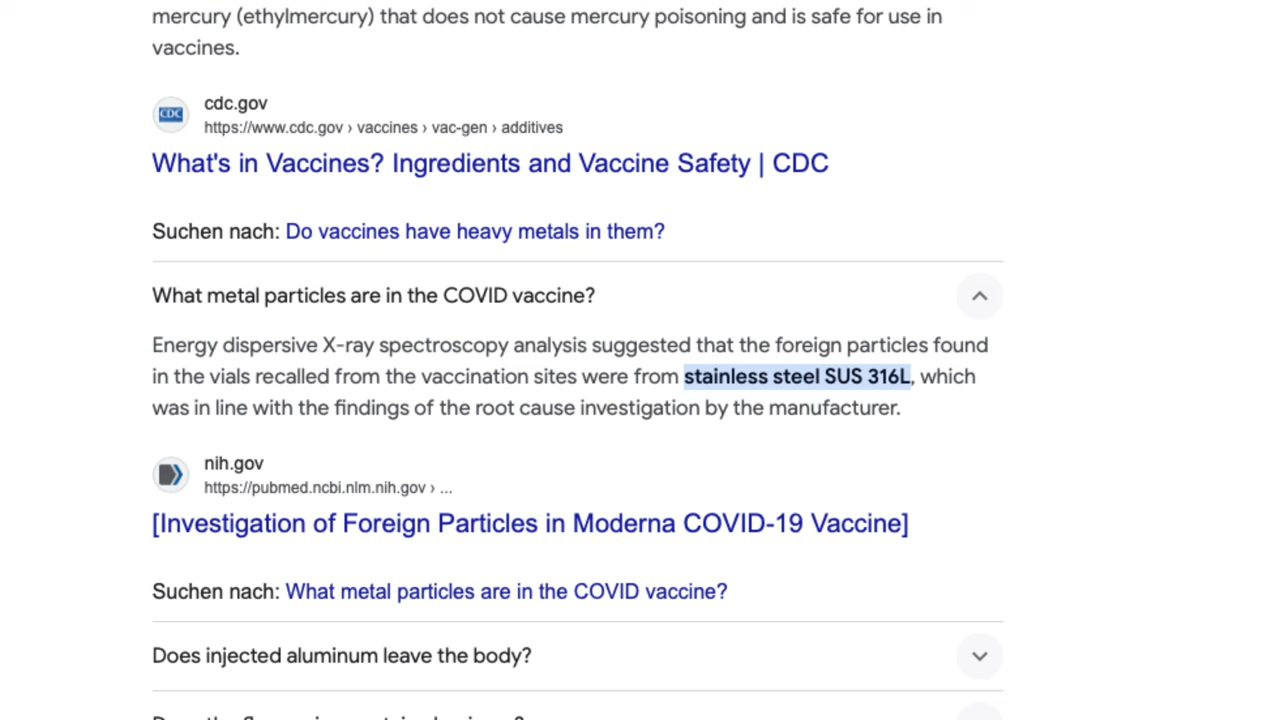 mercury (ethylmercury) that does not cause mercury poisoning and is safe for use in
vaccines.
CDC
cdc.gov
https://www.cdc.gov › vaccines › vac-gen › additives
What's in Vaccines? Ingredients and Vaccine Safety | CDC
Suchen nach: Do vaccines have heavy metals in them?
What metal particles are in the COVID vaccine?
Energy dispersive X-ray spectroscopy analysis suggested that the foreign particles found
in the vials recalled from the vaccination sites were from stainless steel SUS 316L, which
was in line with the findings of the root cause investigation by the manufacturer.
nih.gov
https://pubmed.ncbi.nlm.nih.gov › ...
[Investigation of Foreign Particles in Moderna COVID-19 Vaccine]
Suchen nach: What metal particles are in the COVID vaccine?
Does injected aluminum leave the body?